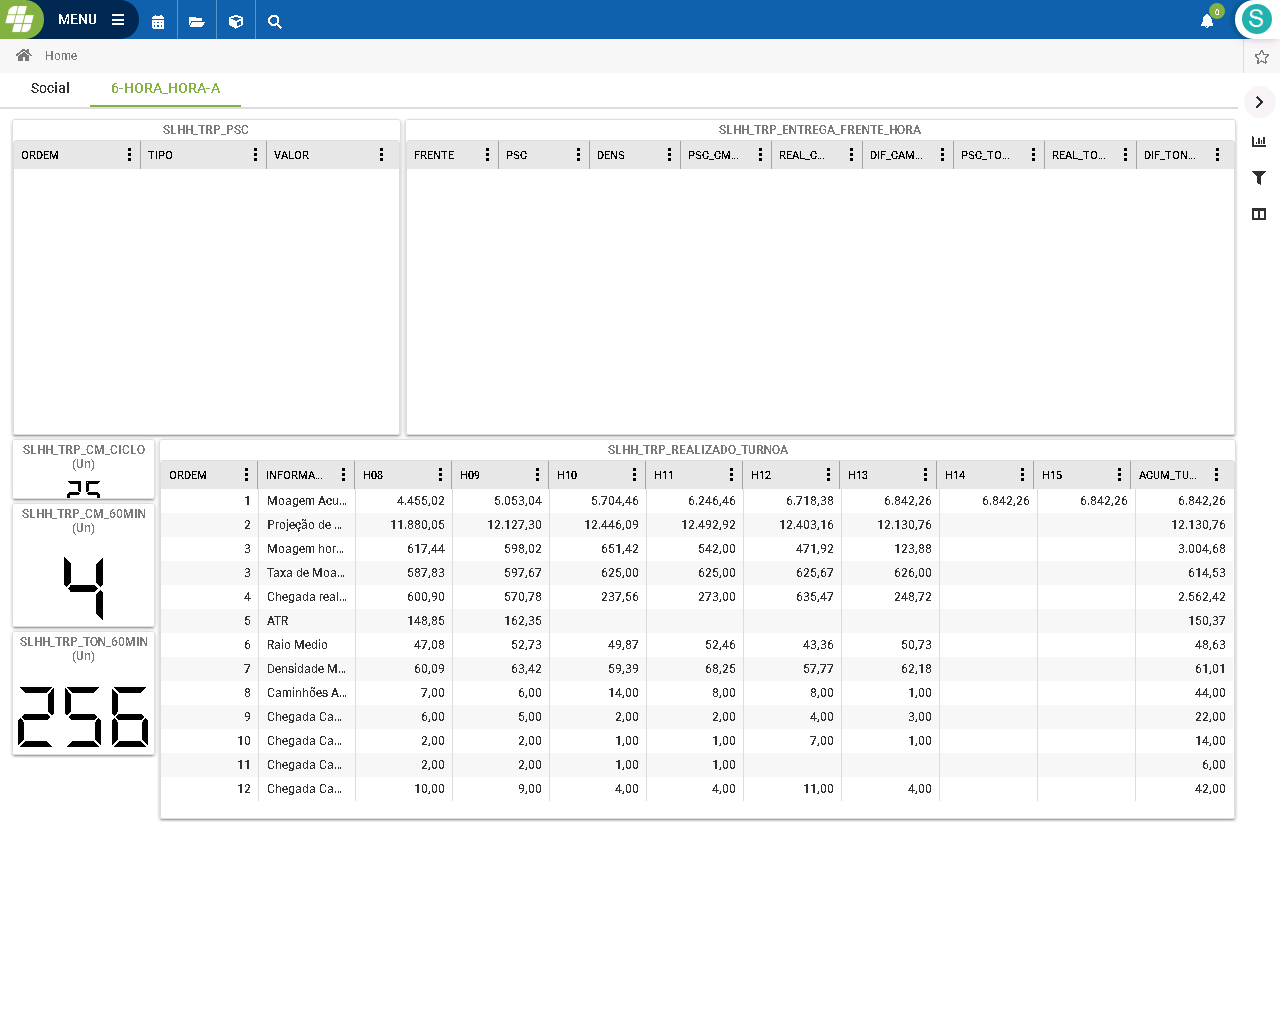 MENU
0
S
Home
Social 6-HORA_HORA-A
SLHH_TRP_PSC
ORDEM TIPO VALOR
SLHH_TRP_ENTREGA_FRENTE_HORA
FRENTE PSC DENS PSC_CM... REAL_C... DIF_CAM... PSC_TO... REAL_TO... DIF_TON...
SLHH_TRP_CM_CICLO
(Un)
25
SLHH_TRP_CM_60MIN
(Un)
4
SLHH_TRP_TON_60MIN
(Un)
256
SLHH_TRP_REALIZADO_TURNOA
ORDEM INFORMA... H08 H09 H10 H11 H12 H13 H14 H15 ACUM_TU...
1 Moagem Acu... 4.455,02 5.053,04 5.704,46 6.246,46 6.718,38 6.842,26 6.842,26 6.842,26 6.842,26
2 Projeção de ... 11.880,05 12.127,30 12.446,09 12.492,92 12.403,16 12.130,76 12.130,76
3 Moagem hor... 617,44 598,02 651,42 542,00 471,92 123,88 3.004,68
3 Taxa de Moa... 587,83 597,67 625,00 625,00 625,67 626,00 614,53
4 Chegada real... 600,90 570,78 237,56 273,00 635,47 248,72 2.562,42
5 ATR 148,85 162,35 150,37
6 Raio Medio 47,08 52,73 49,87 52,46 43,36 50,73 48,63
7 Densidade M... 60,09 63,42 59,39 68,25 57,77 62,18 61,01
8 Caminhões A... 7,00 6,00 14,00 8,00 8,00 1,00 44,00
9 Chegada Ca... 6,00 5,00 2,00 2,00 4,00 3,00 22,00
10 Chegada Ca... 2,00 2,00 1,00 1,00 7,00 1,00 14,00
11 Chegada Ca... 2,00 2,00 1,00 1,00 6,00
12 Chegada Ca... 10,00 9,00 4,00 4,00 11,00 4,00 42,00